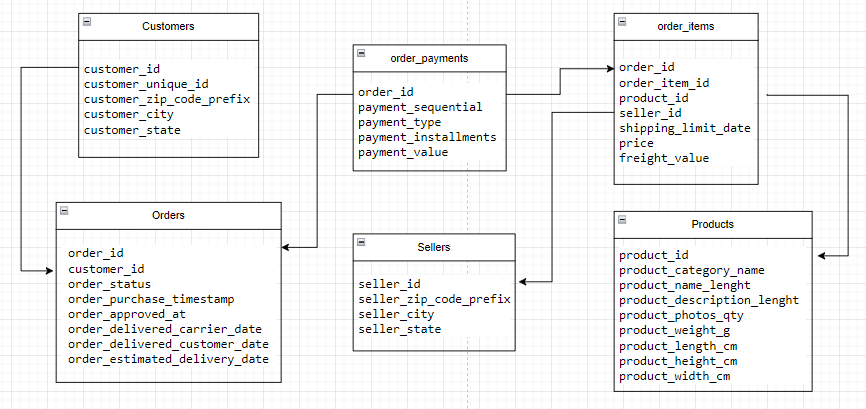 Customers
customer_id
customer_unique_id
customer_zip_code_prefix
customer_city
customer_state
order_payments
order_id
payment_sequential
payment_type
payment_installments
payment_value
order_items
order_id
order_item_id
product_id
seller_id
shipping_limit_date
price
freight_value
Orders
order_id
customer_id
order_status
order_purchase_timestamp
order_approved_at
order_delivered_carrier_date
order_delivered_customer_date
order_estimated_delivery_date
Sellers
seller_id
seller_zip_code_prefix
seller_city
seller_state
Products
product_id
product_category_name
product_name_lenght
product_description_lenght
product_photos_qty
product_weight_g
product_length_cm
product_height_cm
product_width_cm